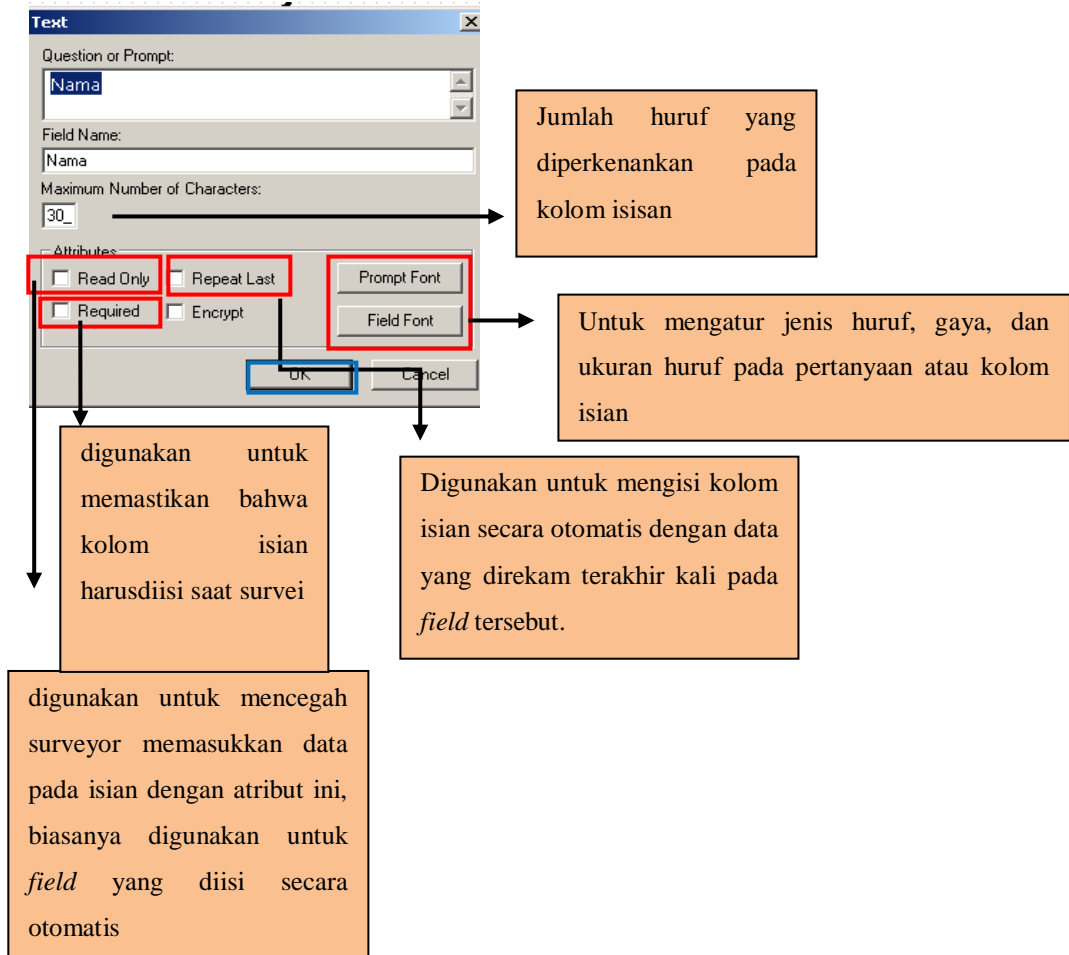 Text
Question or Prompt:
Nama
Field Name:
Nama
Maximum Number of Characters:
30_
Attributes
Read Only
Repeat Last
Prompt Font
Required
Encrypt
Field Font
OK
Cancel
Jumlah huruf yang
diperkenankan pada
kolom isisan
Untuk mengatur jenis huruf, gaya, dan
ukuran huruf pada pertanyaan atau kolom
isian
digunakan untuk
memastikan bahwa
kolom isian
harusdiisi saat survei
Digunakan untuk mengisi kolom
isian secara otomatis dengan data
yang direkam terakhir kali pada
field tersebut.
digunakan untuk mencegah
surveyor memasukkan data
pada isian dengan atribut ini,
biasanya digunakan untuk
field yang diisi secara
otomatis